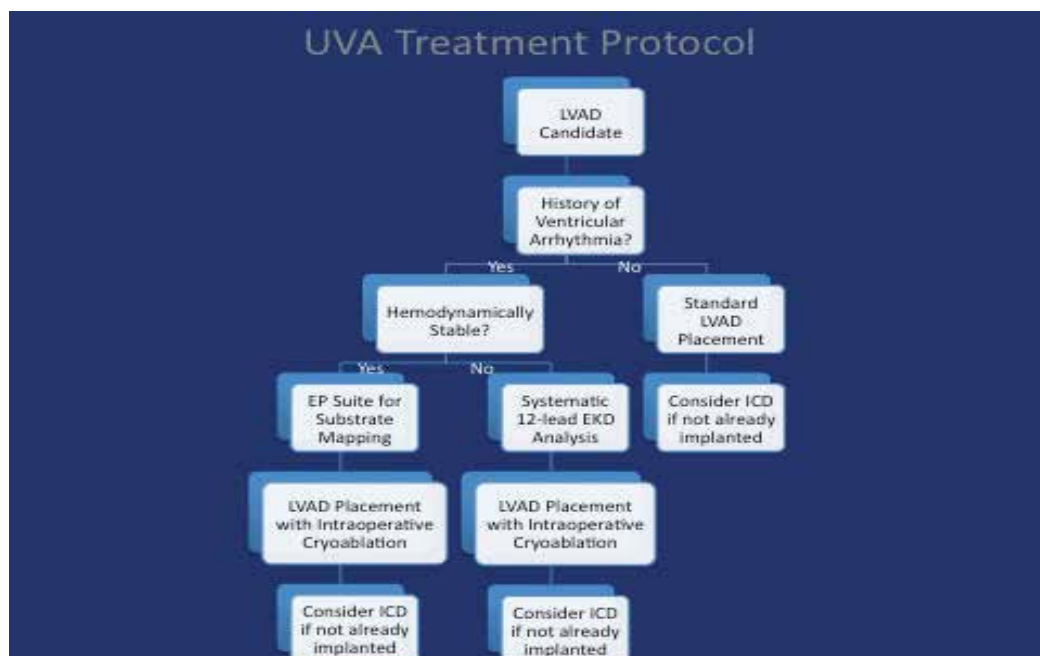 UVA Treatment Protocol
LVAD
Candidate
History of
Ventricular
Arrhythmia?
Yes
No
Hemodynamically
Stable?
Standard
LVAD
Placement
Yes
No
EP Suite for
Substrate
Mapping
Systematic
12-lead EKD
Analysis
Consider ICD
if not already
implanted
LVAD Placement
with Intraoperative
Cryoablation
LVAD Placement
with Intraoperative
Cryoablation
Consider ICD
if not already
implanted
Consider ICD
if not already
implanted